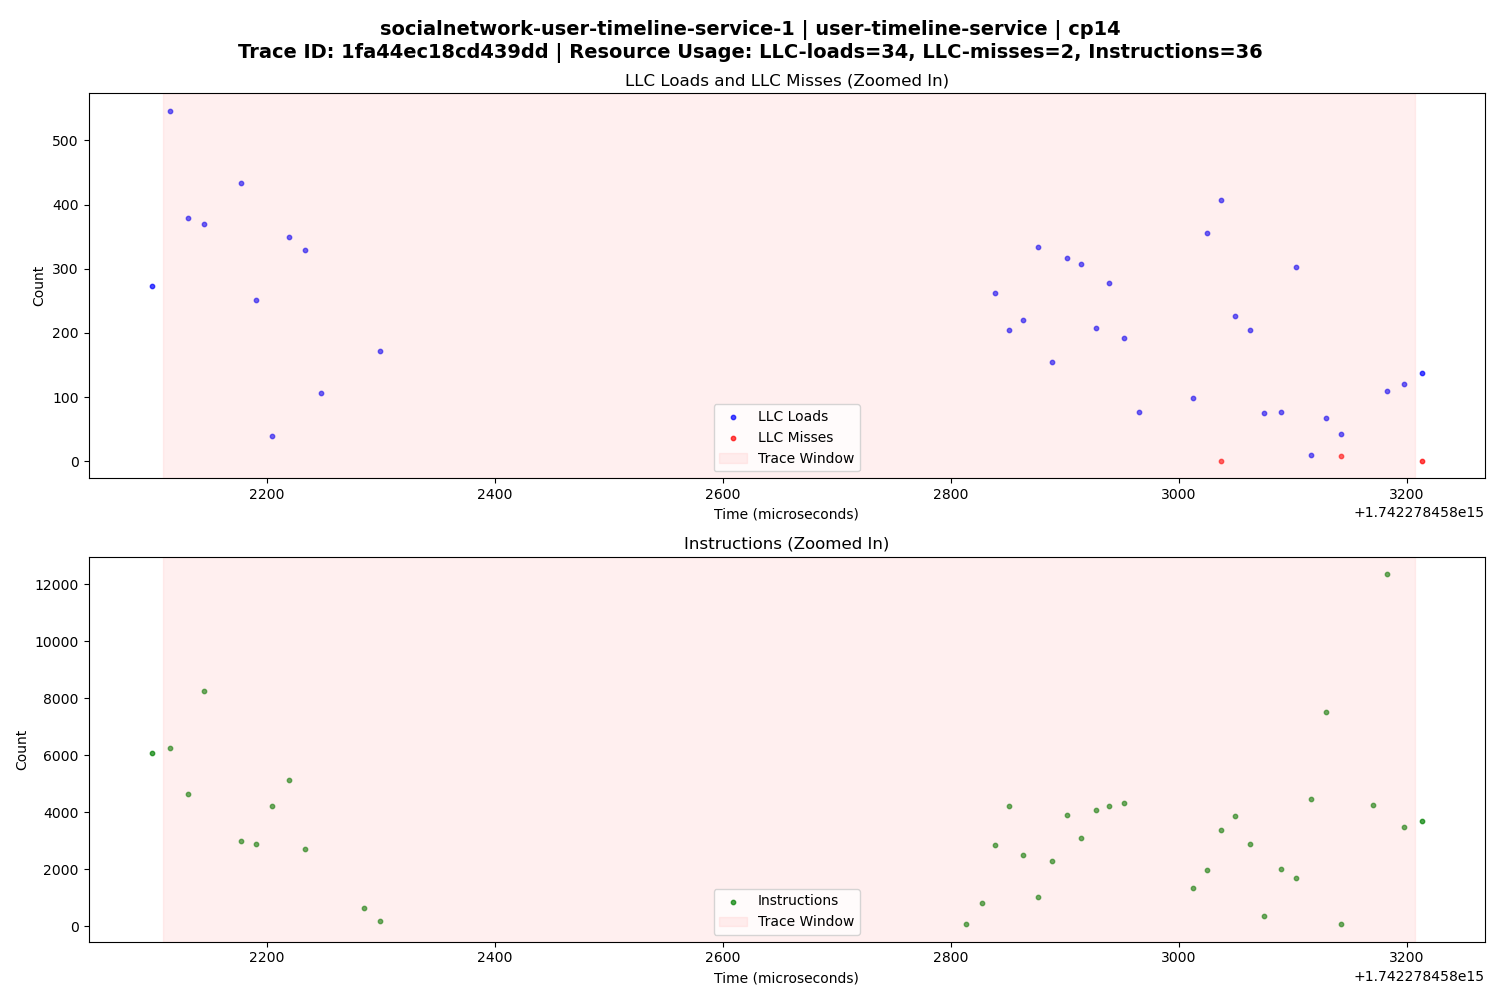 socialnetwork-user-timeline-service-1 | user-timeline-service | cp14
Trace ID: 1fa44ec18cd439dd | Resource Usage: LLC-loads=34, LLC-misses=2, Instructions=36
LLC Loads and LLC Misses (Zoomed In)
500
400
300
200
100
0
Count
LLC Loads
LLC Misses
Trace Window
2200 2400 2600 2800 3000 3200
Time (microseconds)
+1.742278458e15
Instructions (Zoomed In)
12000
10000
8000
6000
4000
2000
0
Count
Instructions
Trace Window
2200 2400 2600 2800 3000 3200
Time (microseconds)
+1.742278458e15